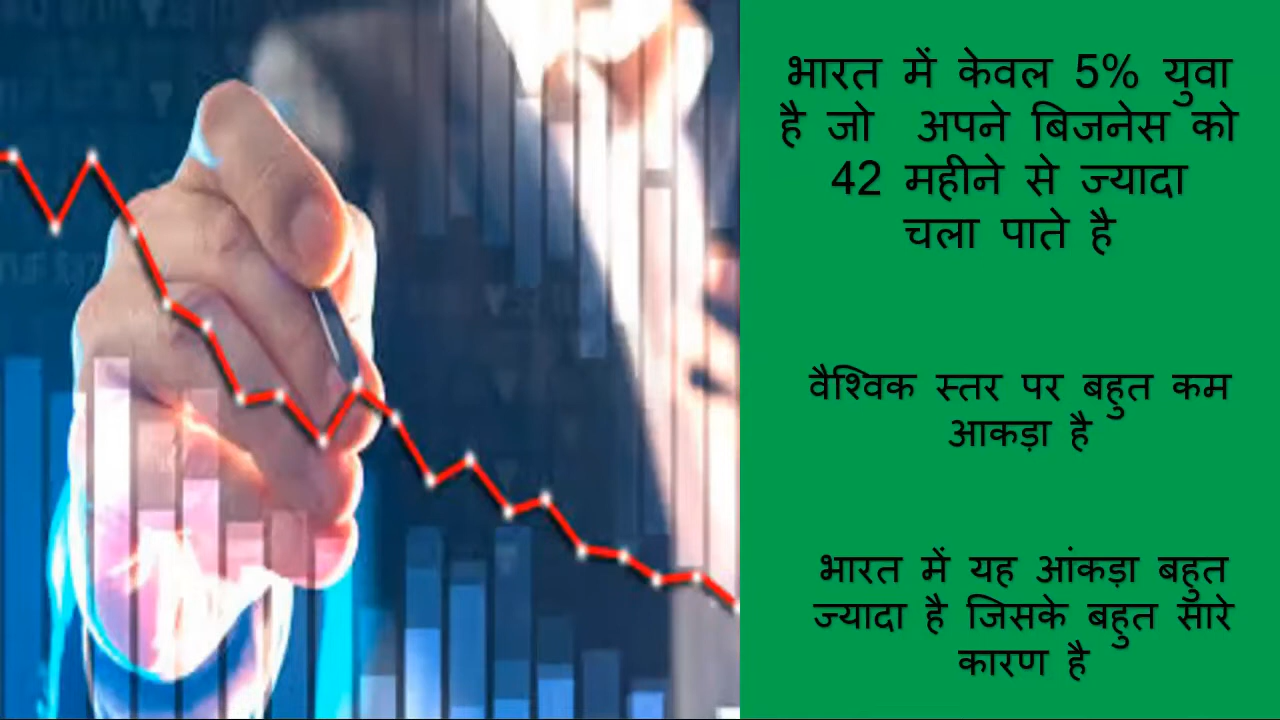 भारत में केवल 5% युवा
है जो अपने बिजनेस को
42 महीने से ज्यादा
चला पाते है
वैश्विक स्तर पर बहुत कम
आकड़ा है
भारत में यह आंकड़ा बहुत
ज्यादा है जिसके बहुत सारे
कारण है